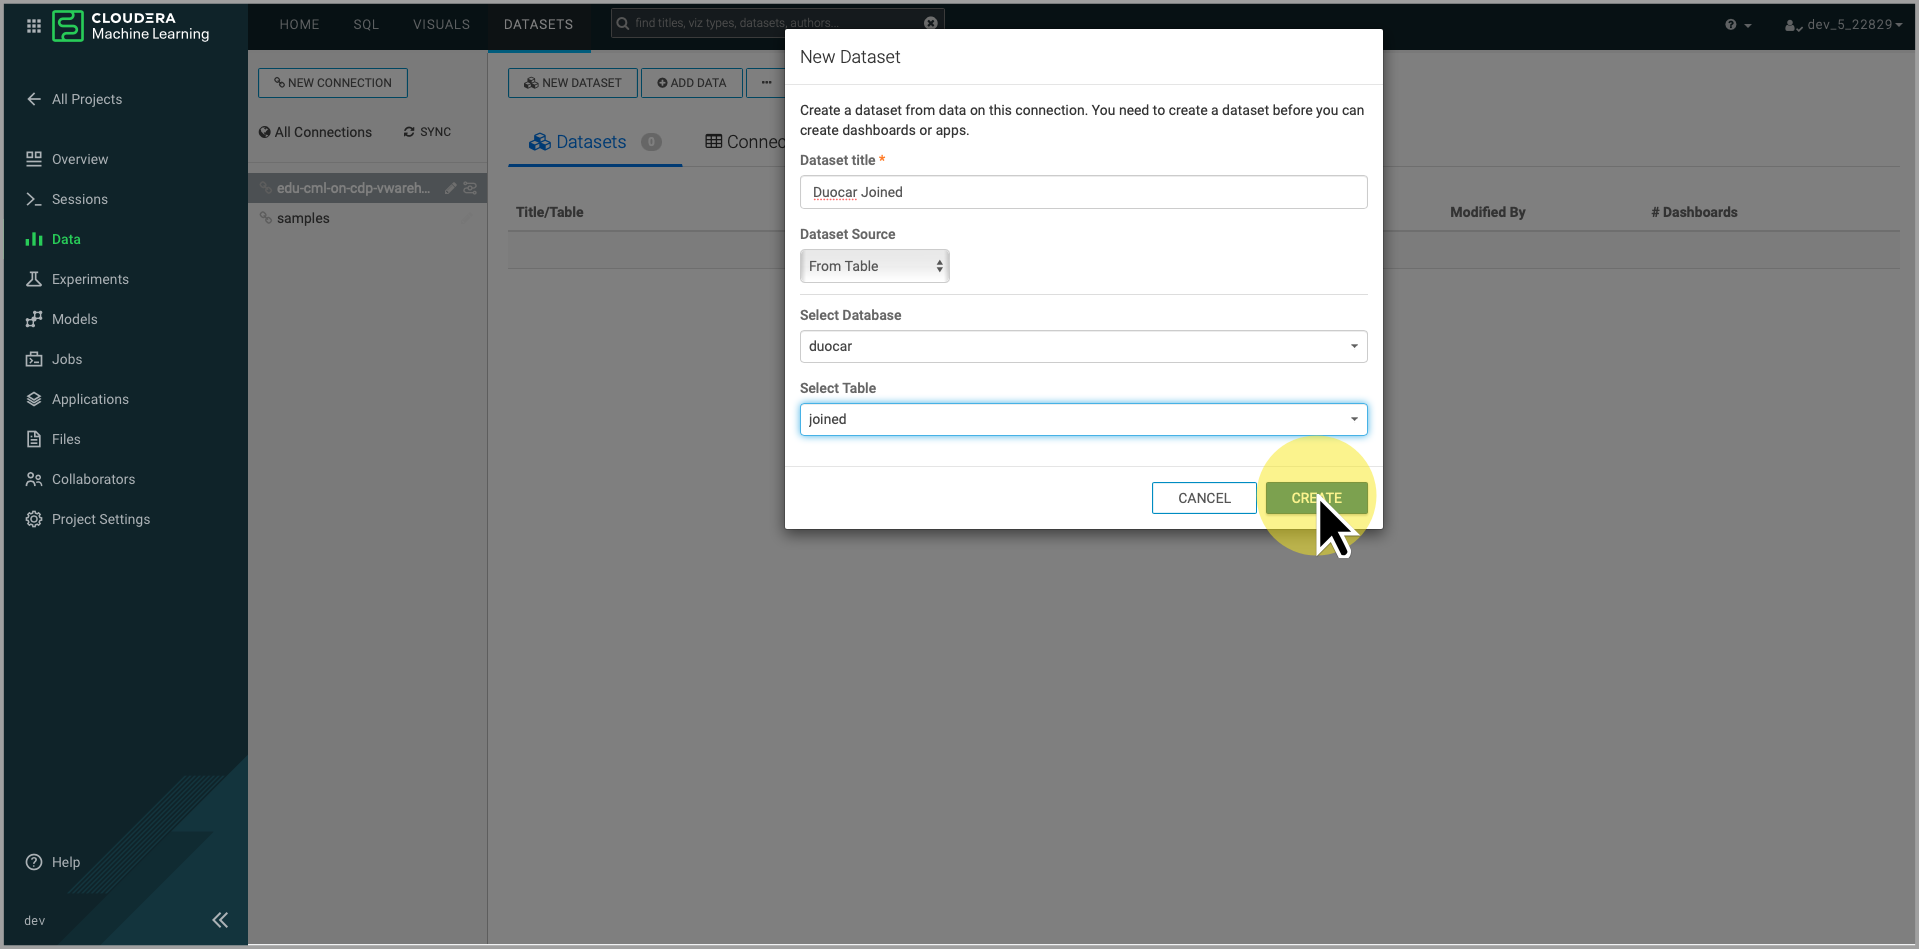 CLOUDERA
Machine Learning
All Projects
Overview
Sessions
Data
Experiments
Models
Jobs
Applications
Files
Collaborators
Project Settings
Help
dev
HOME SQL VISUALS DATASETS
find titles, viz types, datasets, authors...
dev_5_22829
NEW CONNECTION
All Connections SYNC
edu-cml-on-cdp-vwareh...
samples
NEW DATASET ADD DATA ...
Datasets 0 Connec
Title/Table Modified By # Dashboards
New Dataset
Create a dataset from data on this connection. You need to create a dataset before you can
create dashboards or apps.
Dataset title *
Duocar Joined
Dataset Source
From Table
Select Database
duocar
Select Table
joined
CANCEL CREATE